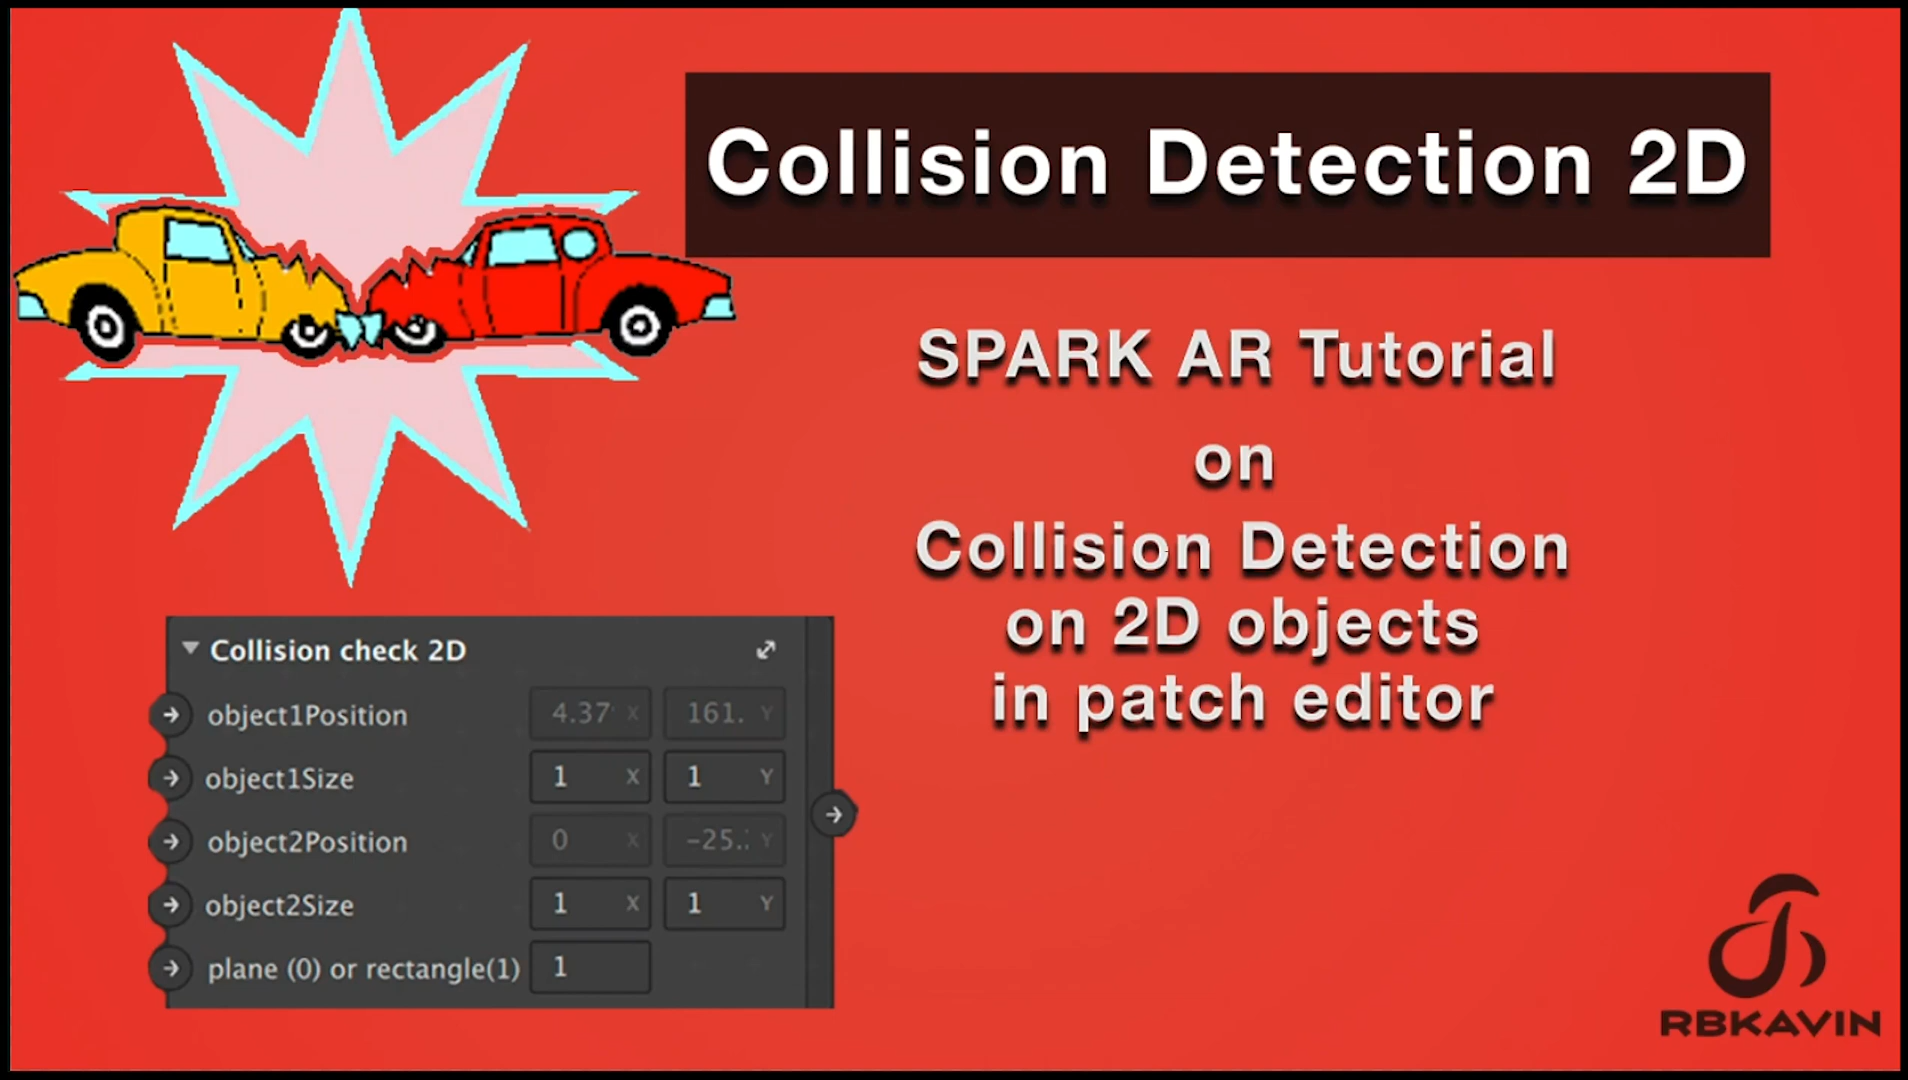 Collision Detection 2D
SPARK AR Tutorial
on
Collision Detection
on 2D objects
in patch editor
Collision check 2D
object1Position 4.37 X 161. Y
object1Size 1 X 1 Y
object2Position 0 X -25.: Y
object2Size 1 X 1 Y
plane (0) or rectangle(1) 1
RBKAVIN